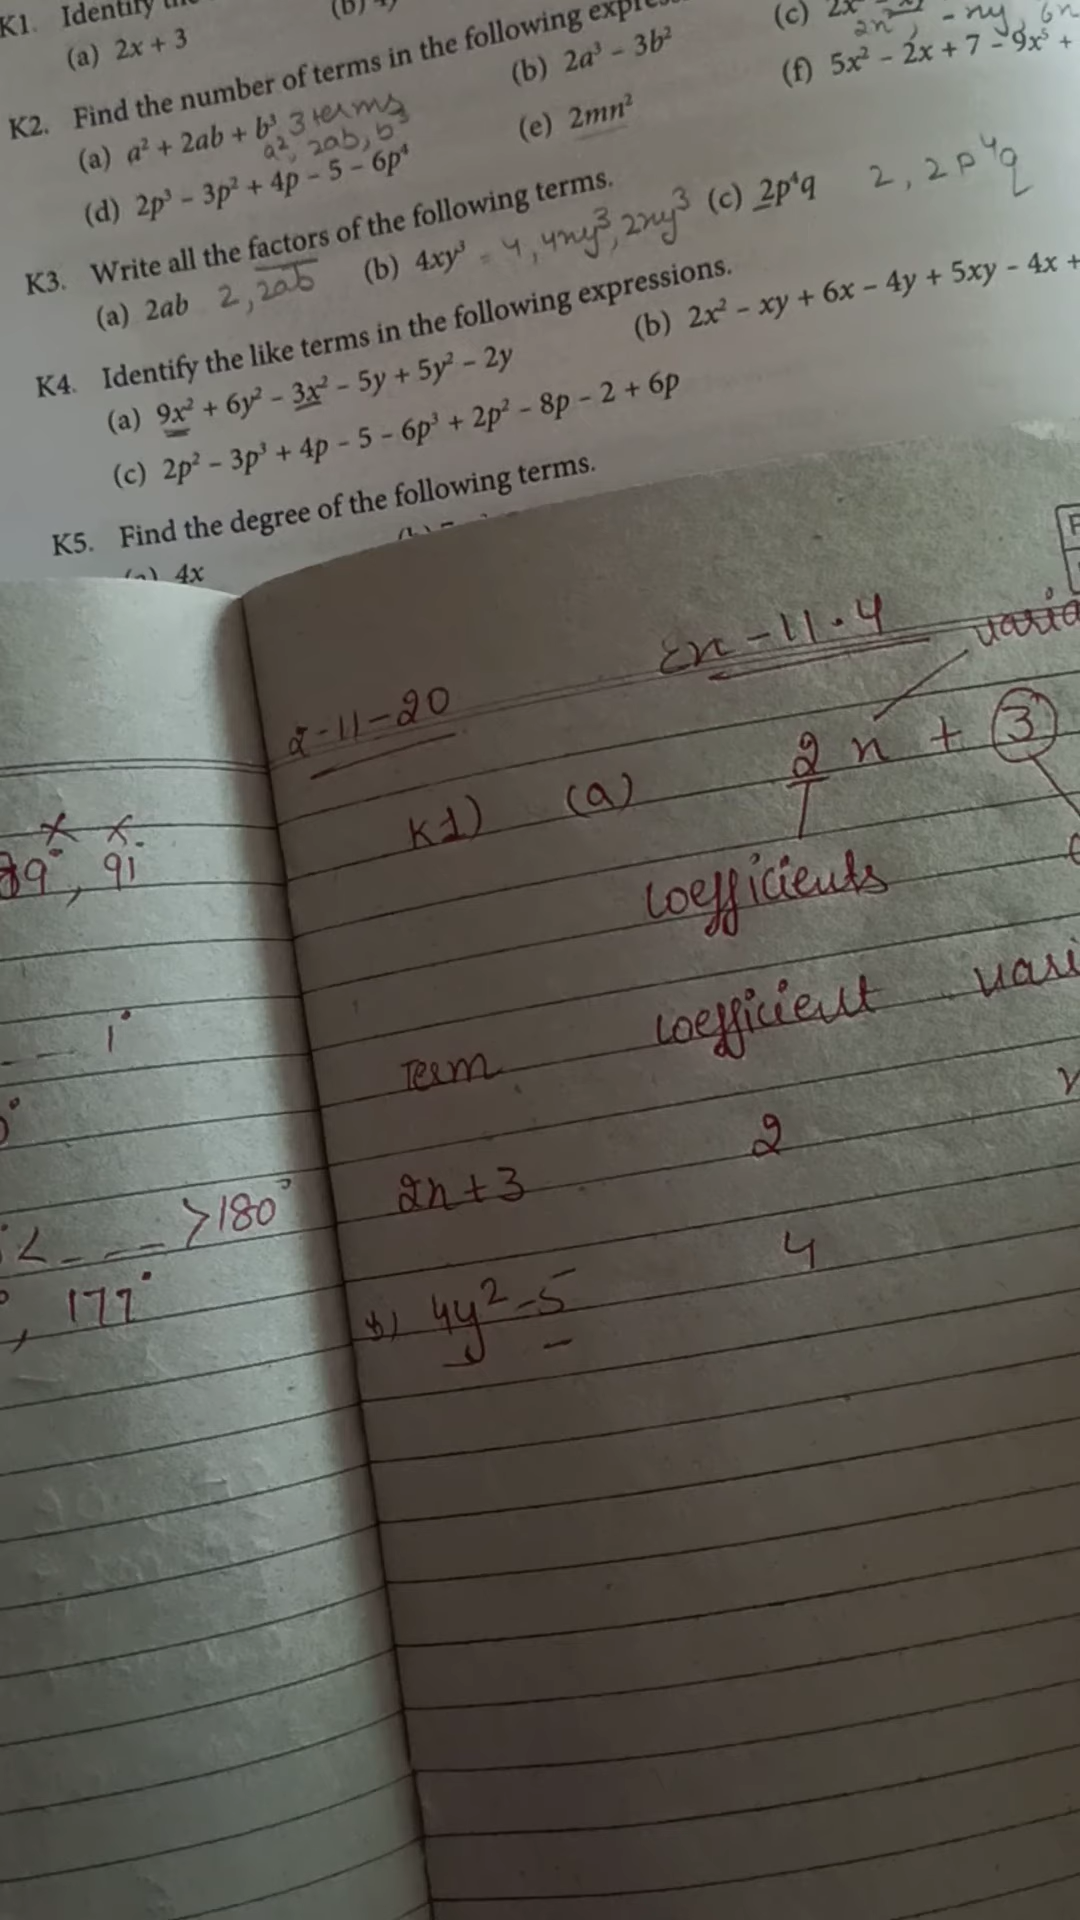 K1. Identify
(a) 2x + 3
K2. Find the number of terms in the following
(a) a² + 2ab + b³ 3 terms
a², 2ab, b³
(b) 2a³ − 3b²
(c) 2x²
2x², -xy, 6x
(d) 2p³ − 3p² + 4p − 5 − 6p⁴
(e) 2mn²
(f) 5x² − 2x + 7 − 9x⁵ +
K3. Write all the factors of the following terms.
(a) 2ab 2, 2ab (b) 4xy³ = 4, 4xy³, 2xy³ (c) 2p⁴q 2, 2p⁴q
K4. Identify the like terms in the following expressions.
(a) 9x² + 6y² − 3x² − 5y + 5y² − 2y
(b) 2x² − xy + 6x − 4y + 5xy − 4x +
(c) 2p² − 3p³ + 4p − 5 − 6p³ + 2p² − 8p − 2 + 6p
K5. Find the degree of the following terms.
(a) 4x
Ex - 11.4
2-11-20
K1) (a) 2x + 3
coefficients
Term coefficient
2x+3 2
b) 4y²-5 4
x x
89°, 91
1°
< _ _ _ >180°
, 177°